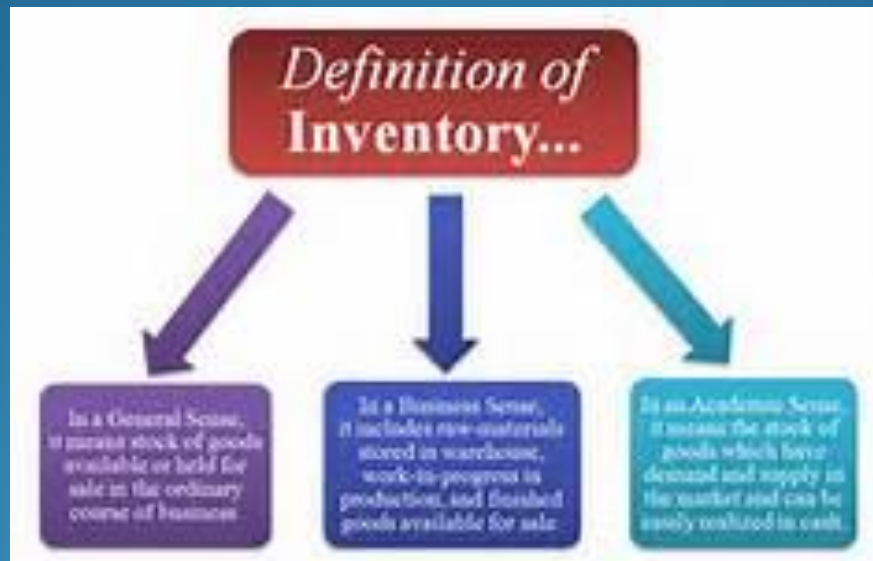 Definition of
Inventory...
In a General Sense,
it means stock of goods
available or held for
sale in the ordinary
course of business
In a Business Sense,
it includes raw-materials
stored in warehouse,
work-in-progress in
production, and finished
goods available for sale
In an Academic Sense,
it means the stock of
goods which have
demand and supply in
the market and can be
easily realized in cash.